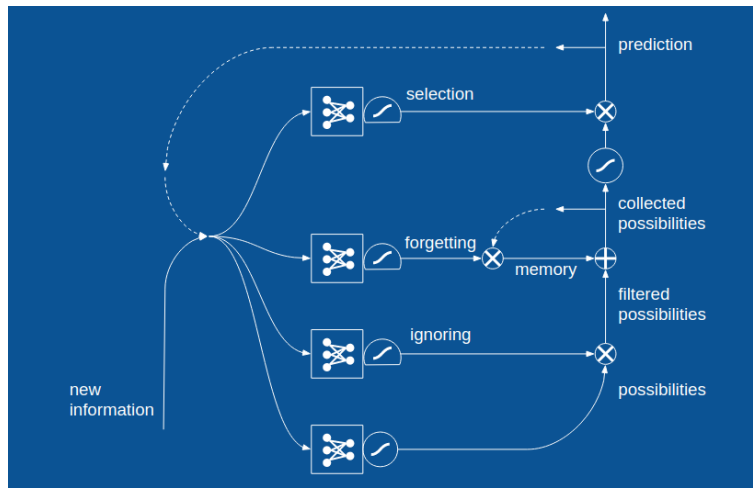 prediction
selection
collected
possibilities
forgetting
memory
filtered
possibilities
ignoring
new
information
possibilities